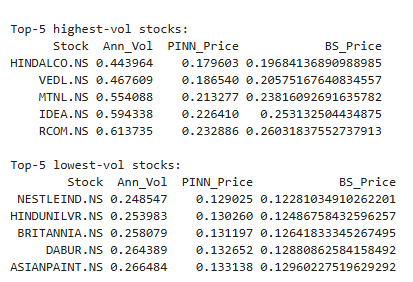 Top-5 highest-vol stocks:
Stock Ann_Vol PINN_Price BS_Price
HINDALCO.NS 0.443964 0.179603 0.19684136890988985
VEDL.NS 0.467609 0.186540 0.20575167640834557
MTNL.NS 0.554088 0.213277 0.23816092691635782
IDEA.NS 0.594338 0.226410 0.253132504434875
RCOM.NS 0.613735 0.232886 0.26031837552737913
Top-5 lowest-vol stocks:
Stock Ann_Vol PINN_Price BS_Price
NESTLEIND.NS 0.248547 0.129025 0.12281034910262201
HINDUNILVR.NS 0.253983 0.130260 0.12486758432596257
BRITANNIA.NS 0.258079 0.131197 0.12641833345267495
DABUR.NS 0.264389 0.132652 0.12880862584158492
ASIANPAINT.NS 0.266484 0.133138 0.12960227519629292